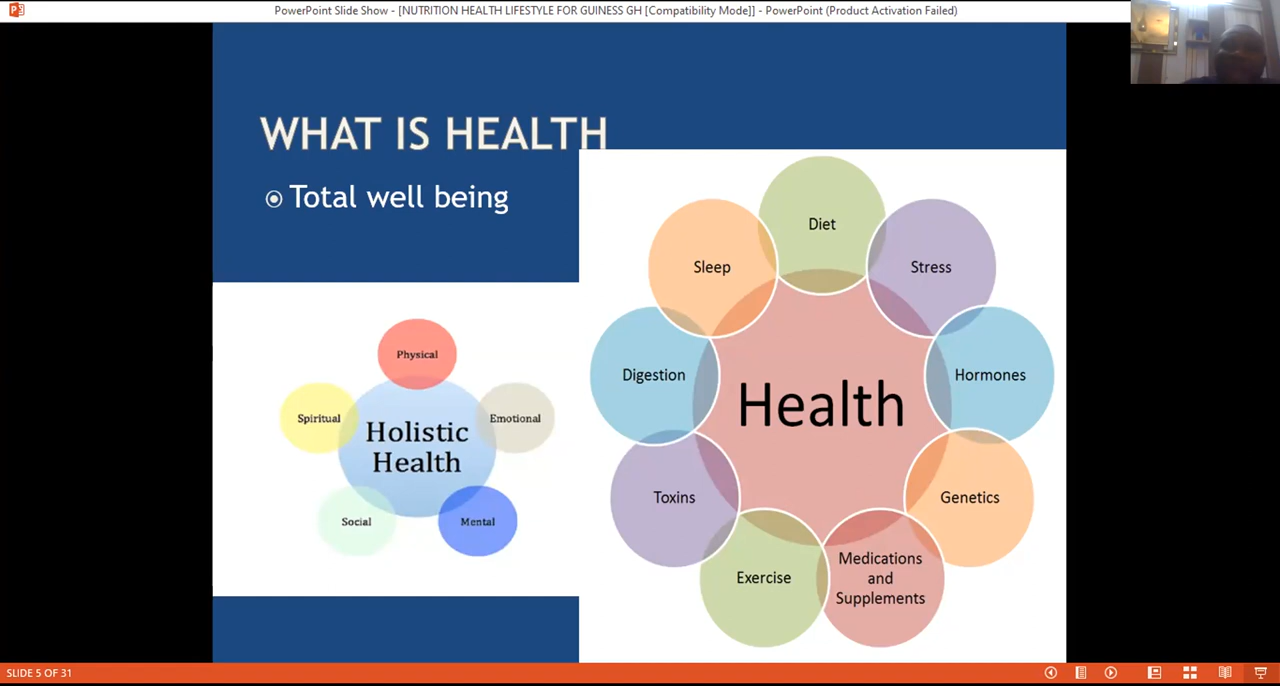 PowerPoint Slide Show - [NUTRITION HEALTH LIFESTYLE FOR GUINESS GH [Compatibility Mode]] - PowerPoint (Product Activation Failed)
WHAT IS HEALTH
Total well being
Physical
Spiritual
Emotional
Holistic
Health
Social
Mental
Diet
Sleep
Stress
Digestion
Hormones
Health
Toxins
Genetics
Exercise
Medications
and
Supplements
SLIDE 5 OF 31